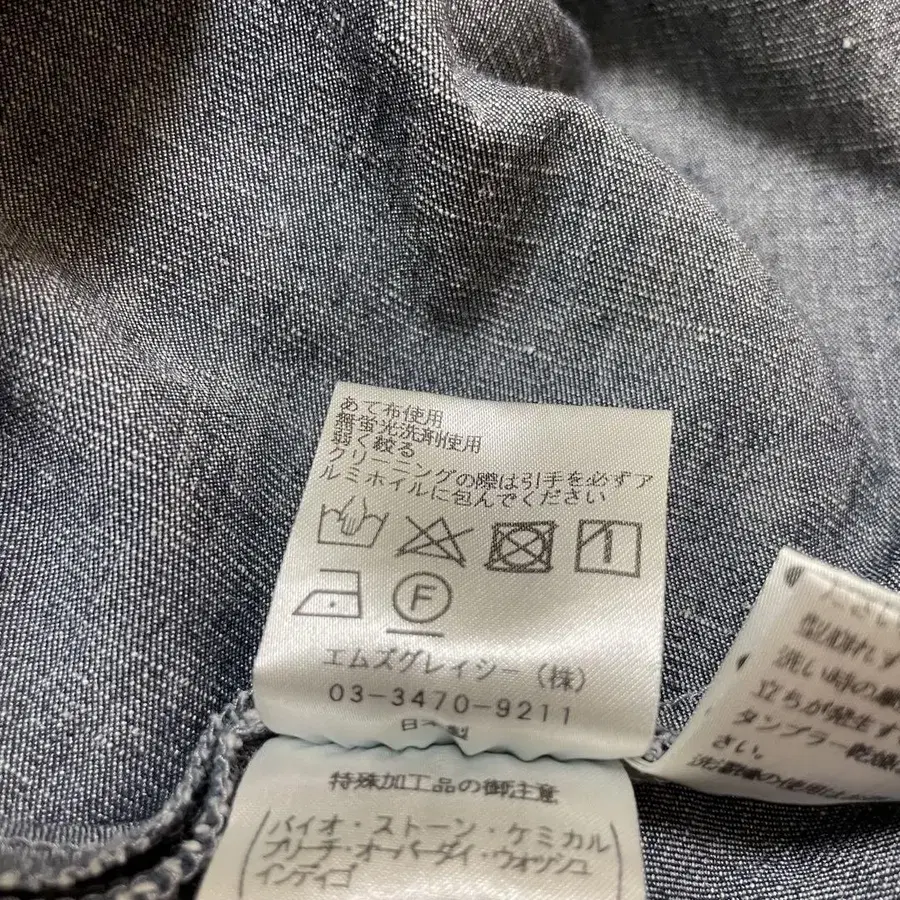 あて布使用
無蛍光洗剤使用
弱く絞る
クリーニングの際は引手を必ずア
ルミホイルに包んでください
F
エムズグレイシー(株)
03-3470-9211
日本製
特殊加工品の御注意
(バイオ・ストーン・ケミカル
ブリーチ・オーバーダイ・ウォッシュ
インディゴ)
型崩れず
洗い時の
立ちが発生す
タンブラー乾燥
さい。